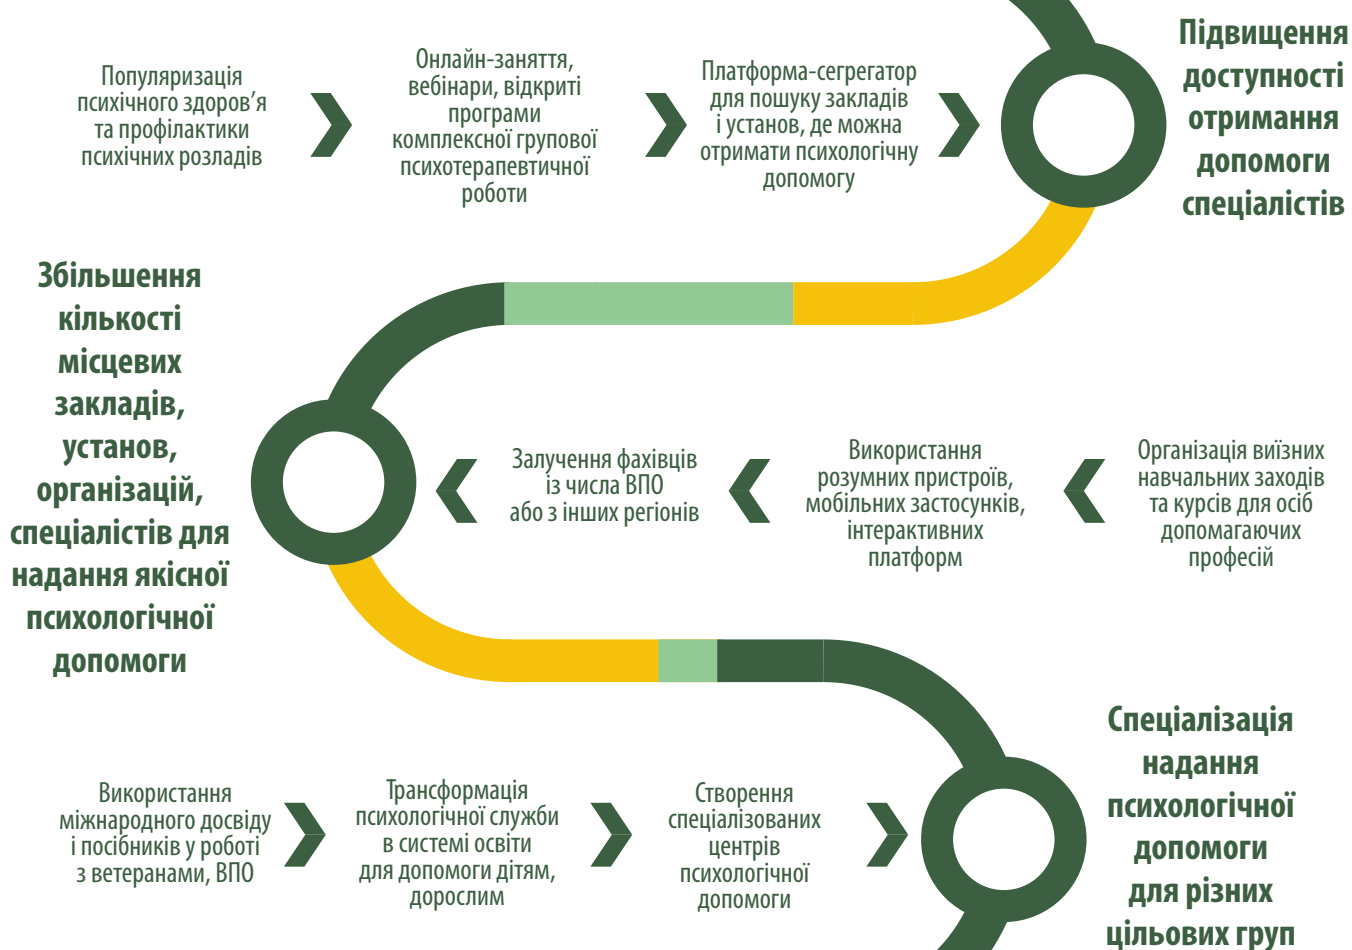 Популяризація
психічного здоров’я
та профілактики
психічних розладів
Онлайн-заняття,
вебінари, відкриті
програми
комплексної групової
психотерапевтичної
роботи
Платформа-сегрегатор
для пошуку закладів
і установ, де можна
отримати психологічну
допомогу
Підвищення
доступності
отримання
допомоги
спеціалістів
Збільшення
кількості
місцевих
закладів,
установ,
організацій,
спеціалістів для
надання якісної
психологічної
допомоги
Залучення фахівців
із числа ВПО
або з інших регіонів
Використання
розумних пристроїв,
мобільних застосунків,
інтерактивних
платформ
Організація виїзних
навчальних заходів
та курсів для осіб
допомагаючих
професій
Використання
міжнародного досвіду
і посібників у роботі
з ветеранами, ВПО
Трансформація
психологічної служби
в системі освіти
для допомоги дітям,
дорослим
Створення
спеціалізованих
центрів
психологічної
допомоги
Спеціалізація
надання
психологічної
допомоги
для різних
цільових груп